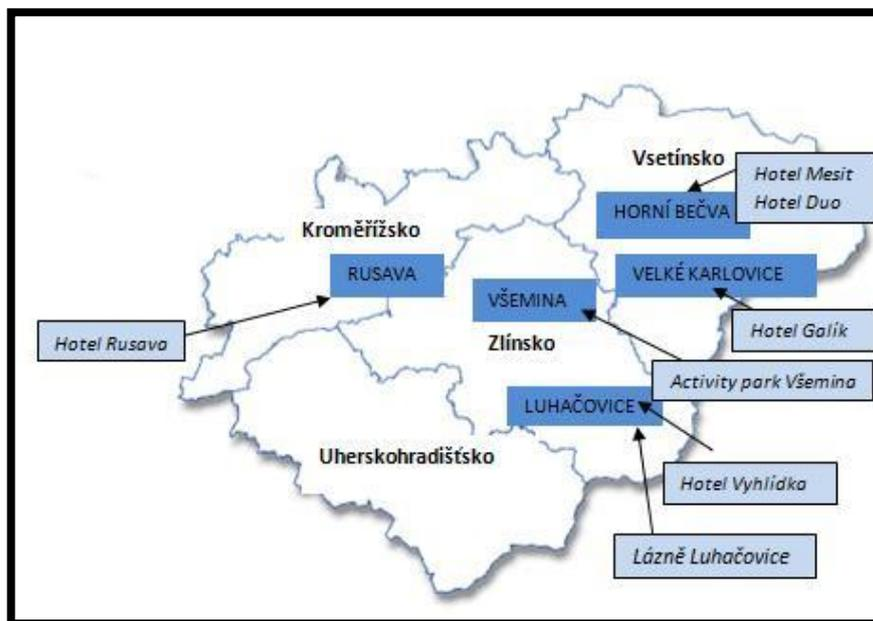 Vsetínsko
Hotel Mesit
Hotel Duo
HORNÍ BEČVA
Kroměřížsko
RUSAVA
VELKÉ KARLOVICE
VŠEMINA
Hotel Rusava
Hotel Galík
Zlínsko
Activity park Všemina
LUHAČOVICE
Uherskohradišťsko
Hotel Vyhlídka
Lázně Luhačovice